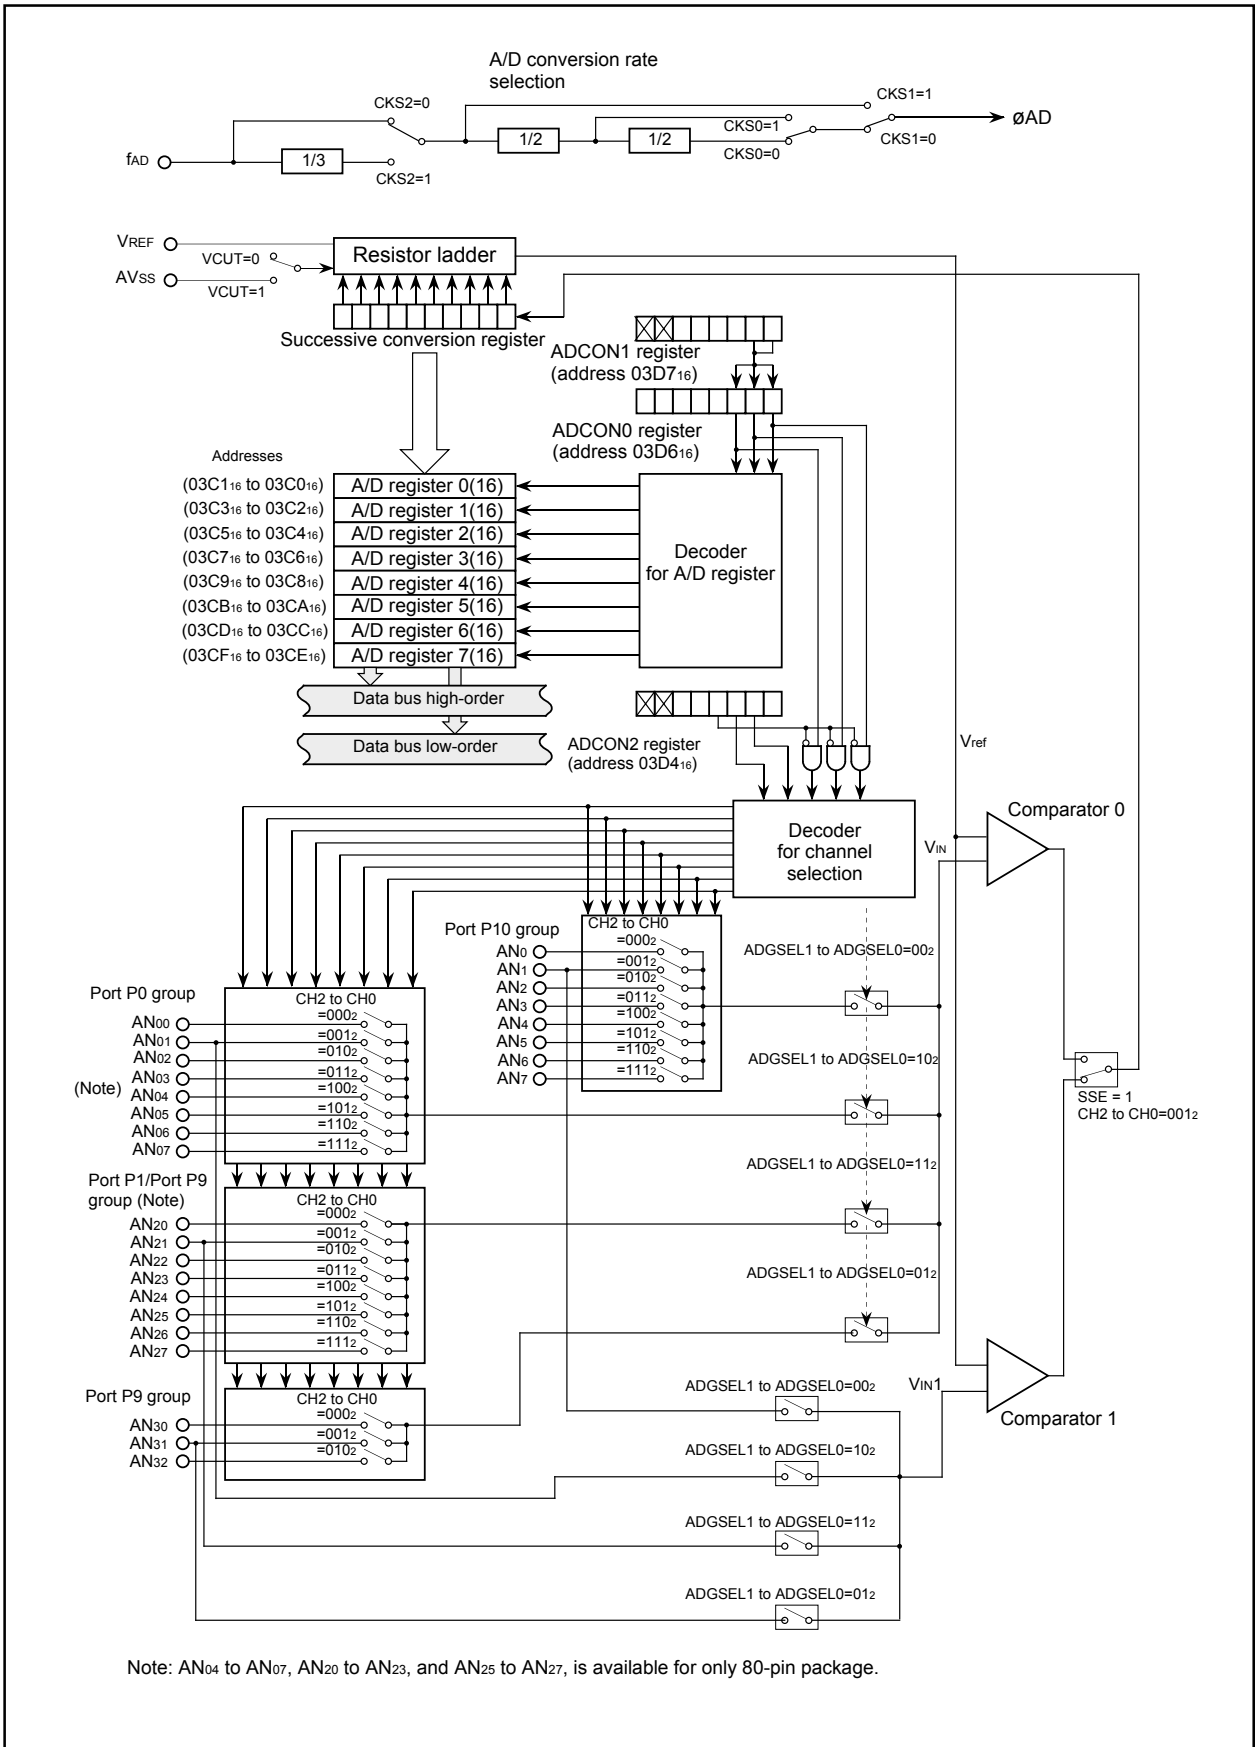 A/D conversion rate
selection
CKS2=0
CKS1=1
CKS0=1
øAD
fAD
1/3
1/2
1/2
CKS1=0
CKS0=0
CKS2=1
VREF
VCUT=0
Resistor ladder
AVSS
VCUT=1
Successive conversion register
ADCON1 register
(address 03D716)
ADCON0 register
(address 03D616)
Addresses
(03C116 to 03C016) A/D register 0(16)
(03C316 to 03C216) A/D register 1(16)
(03C516 to 03C416) A/D register 2(16)
(03C716 to 03C616) A/D register 3(16)
(03C916 to 03C816) A/D register 4(16)
(03CB16 to 03CA16) A/D register 5(16)
(03CD16 to 03CC16) A/D register 6(16)
(03CF16 to 03CE16) A/D register 7(16)
Decoder
for A/D register
Data bus high-order
Data bus low-order
ADCON2 register
(address 03D416)
Vref
Decoder
for channel
selection
Comparator 0
VIN
Port P10 group
CH2 to CH0
AN0 =0002
AN1 =0012
AN2 =0102
AN3 =0112
AN4 =1002
AN5 =1012
AN6 =1102
AN7 =1112
ADGSEL1 to ADGSEL0=002
ADGSEL1 to ADGSEL0=102
ADGSEL1 to ADGSEL0=112
ADGSEL1 to ADGSEL0=012
SSE = 1
CH2 to CH0=0012
Port P0 group
CH2 to CH0
AN00 =0002
AN01 =0012
AN02 =0102
AN03 =0112
(Note)
AN04 =1002
AN05 =1012
AN06 =1102
AN07 =1112
Port P1/Port P9
group (Note)
CH2 to CH0
AN20 =0002
AN21 =0012
AN22 =0102
AN23 =0112
AN24 =1002
AN25 =1012
AN26 =1102
AN27 =1112
Port P9 group
CH2 to CH0
AN30 =0002
AN31 =0012
AN32 =0102
ADGSEL1 to ADGSEL0=002
VIN1
Comparator 1
ADGSEL1 to ADGSEL0=102
ADGSEL1 to ADGSEL0=112
ADGSEL1 to ADGSEL0=012
Note: AN04 to AN07, AN20 to AN23, and AN25 to AN27, is available for only 80-pin package.